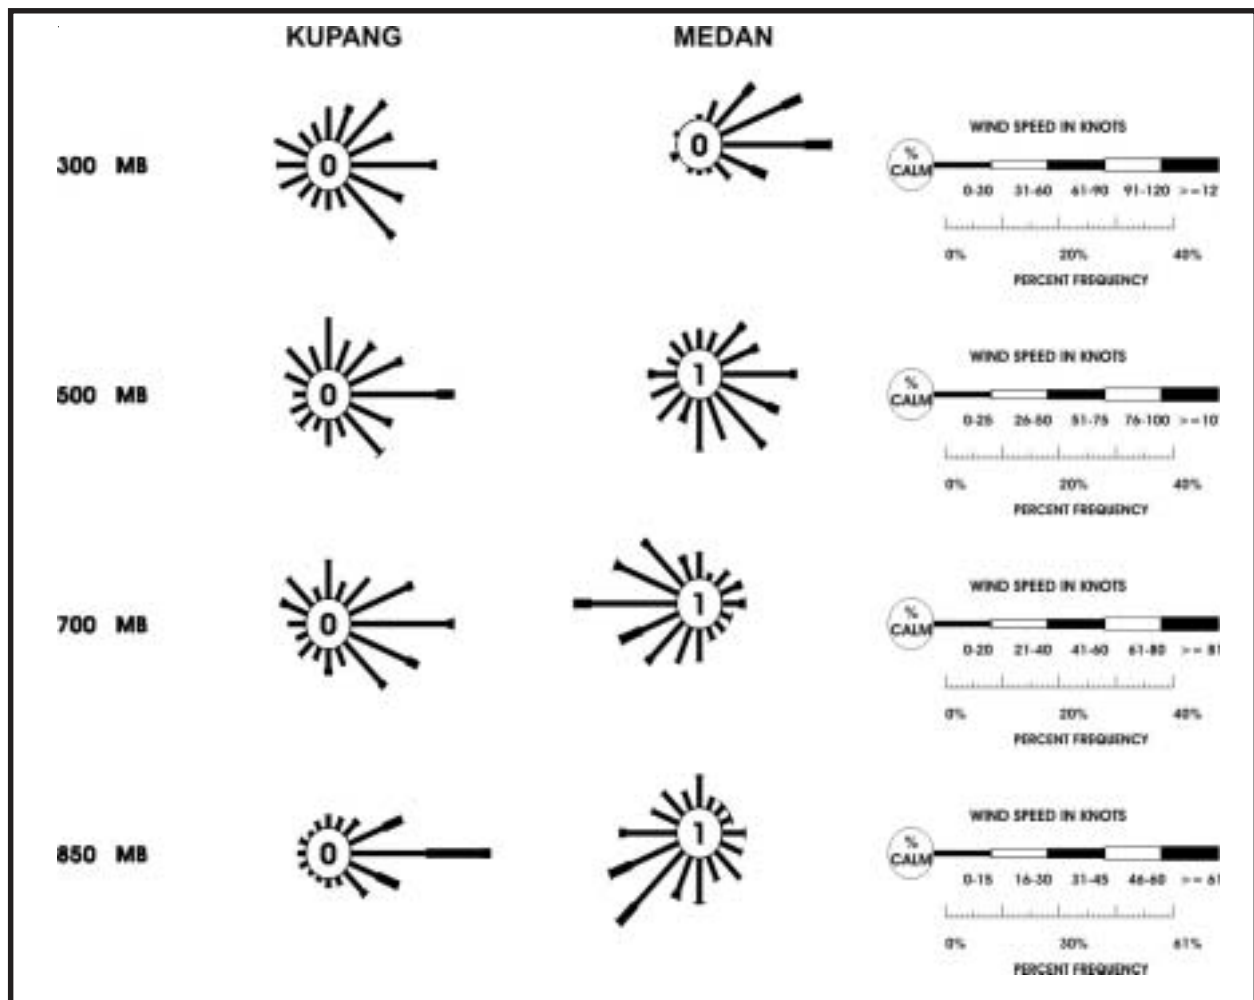 KUPANG MEDAN
300 MB
0
0
WIND SPEED IN KNOTS
% CALM
0-30 31-60 61-90 91-120 >=12
0% 20% 40%
PERCENT FREQUENCY
500 MB
0
1
WIND SPEED IN KNOTS
% CALM
0-25 26-50 51-75 76-100 >=10
0% 20% 40%
PERCENT FREQUENCY
700 MB
0
1
WIND SPEED IN KNOTS
% CALM
0-20 21-40 41-60 61-80 >= 81
0% 20% 40%
PERCENT FREQUENCY
850 MB
0
1
WIND SPEED IN KNOTS
% CALM
0-15 16-30 31-45 46-60 >= 61
0% 30% 61%
PERCENT FREQUENCY